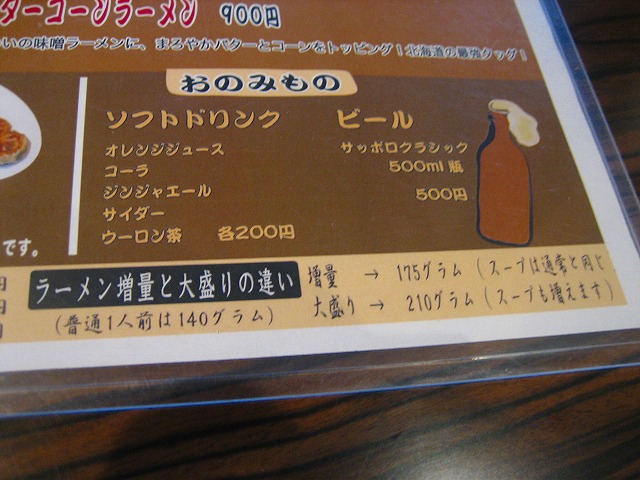 ターコーンラーメン 900円
いの味噌ラーメンに、まろやかバターとコーンをトッピング！北海道の最強タッグ！
おのみもの
ソフトドリンク
オレンジジュース
コーラ
ジンジャエール
サイダー
ウーロン茶 各200円
ビール
サッポロクラシック
500ml 瓶
500円
です。
円
円
円
ラーメン増量と大盛りの違い
（普通1人前は140グラム）
増量 → 175グラム（スープは通常と同じ
大盛り → 210グラム（スープも増えます）